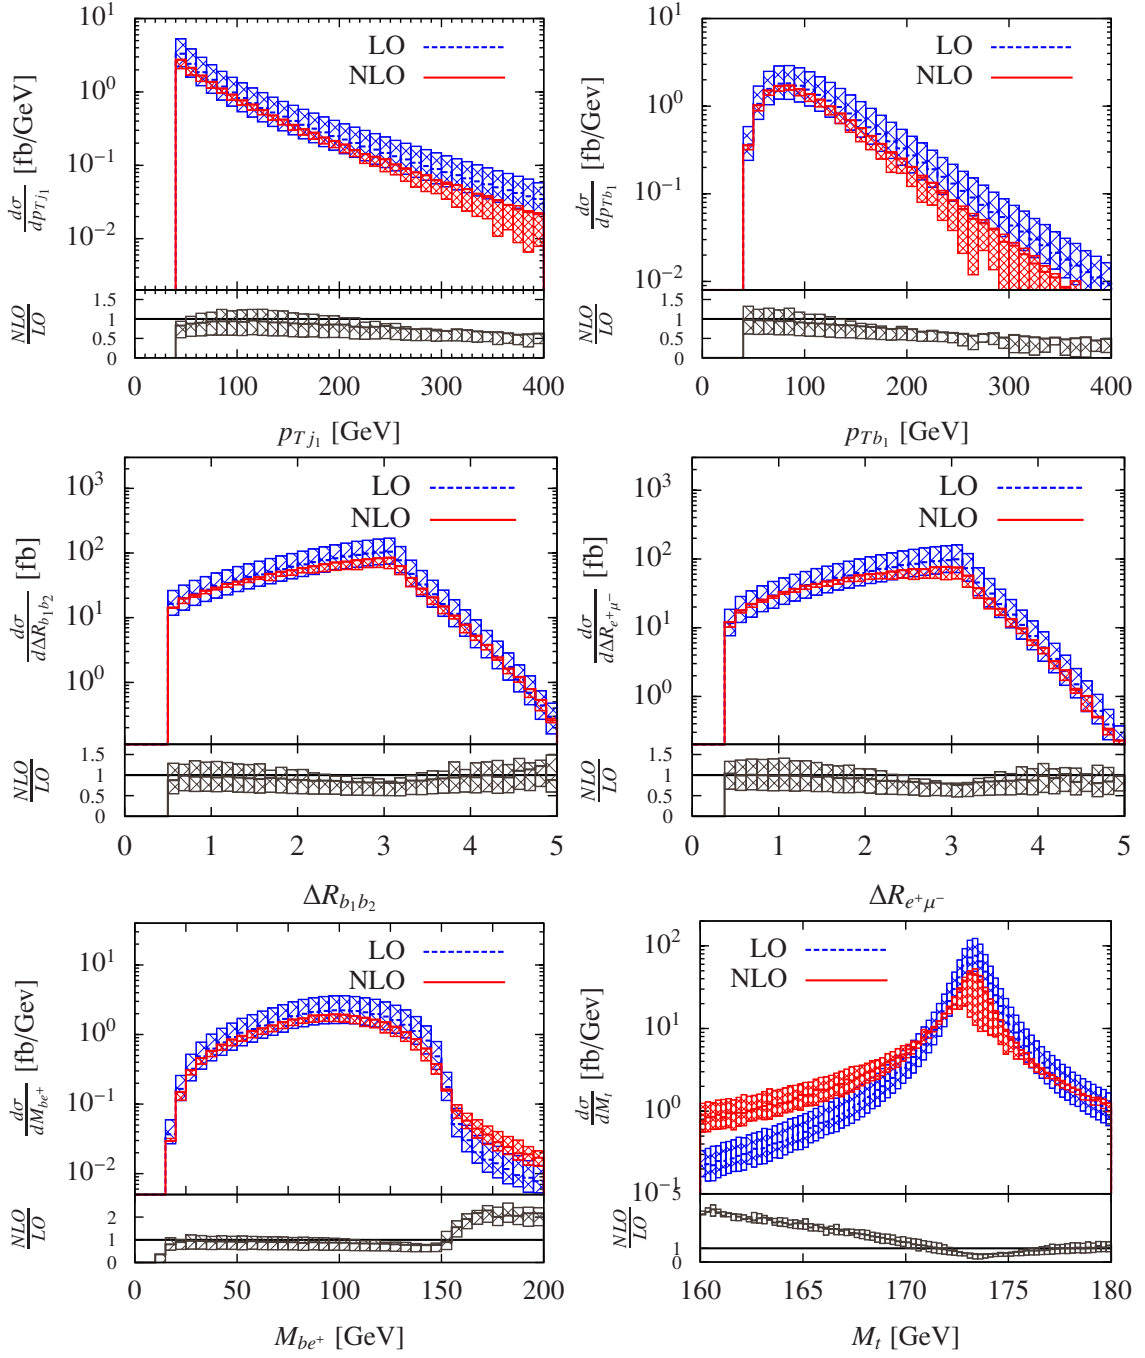 10^1
LO
NLO
10^0
10^-1
10^-2
dσ/dp_{Tj_1} [fb/GeV]
1.5
1
0.5
0
NLO/LO
0 100 200 300 400
p_{Tj_1} [GeV]
10^1
LO
NLO
10^0
10^-1
10^-2
dσ/dp_{Tb_1} [fb/GeV]
1.5
1
0.5
0
NLO/LO
0 100 200 300 400
p_{Tb_1} [GeV]
10^3
LO
NLO
10^2
10^1
10^0
dσ/dΔR_{b_1b_2} [fb]
1.5
1
0.5
0
NLO/LO
0 1 2 3 4 5
ΔR_{b_1b_2}
10^3
LO
NLO
10^2
10^1
10^0
dσ/dΔR_{e^+μ^-} [fb]
1.5
1
0.5
0
NLO/LO
0 1 2 3 4 5
ΔR_{e^+μ^-}
10^1
LO
NLO
10^0
10^-1
10^-2
dσ/dM_{be^+} [fb/Gev]
2
1
0
NLO/LO
0 50 100 150 200
M_{be^+} [GeV]
10^2
LO
NLO
10^1
10^0
10^-1
dσ/dM_t [fb/Gev]
5
1
0
NLO/LO
160 165 170 175 180
M_t [GeV]